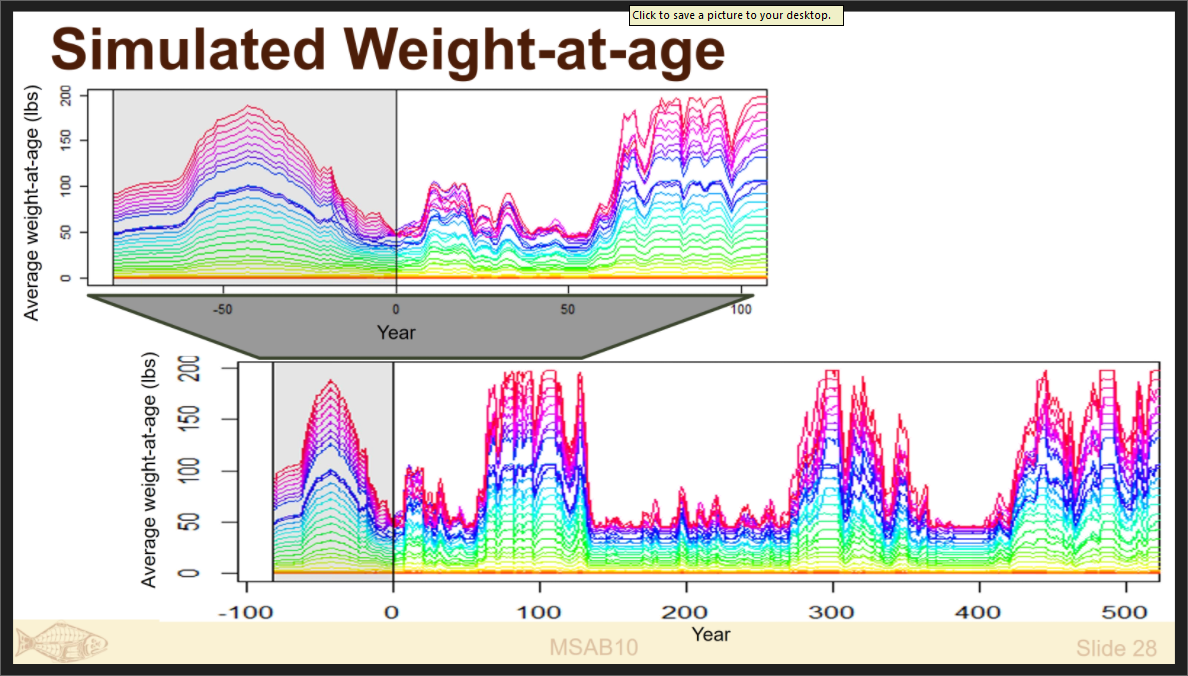 Click to save a picture to your desktop.
Simulated Weight-at-age
Average weight-at-age (lbs)
200
150
100
50
0
-50 0 50 100
Year
Average weight-at-age (lbs)
200
150
100
50
0
-100 0 100 200 300 400 500
Year
MSAB10
Slide 28